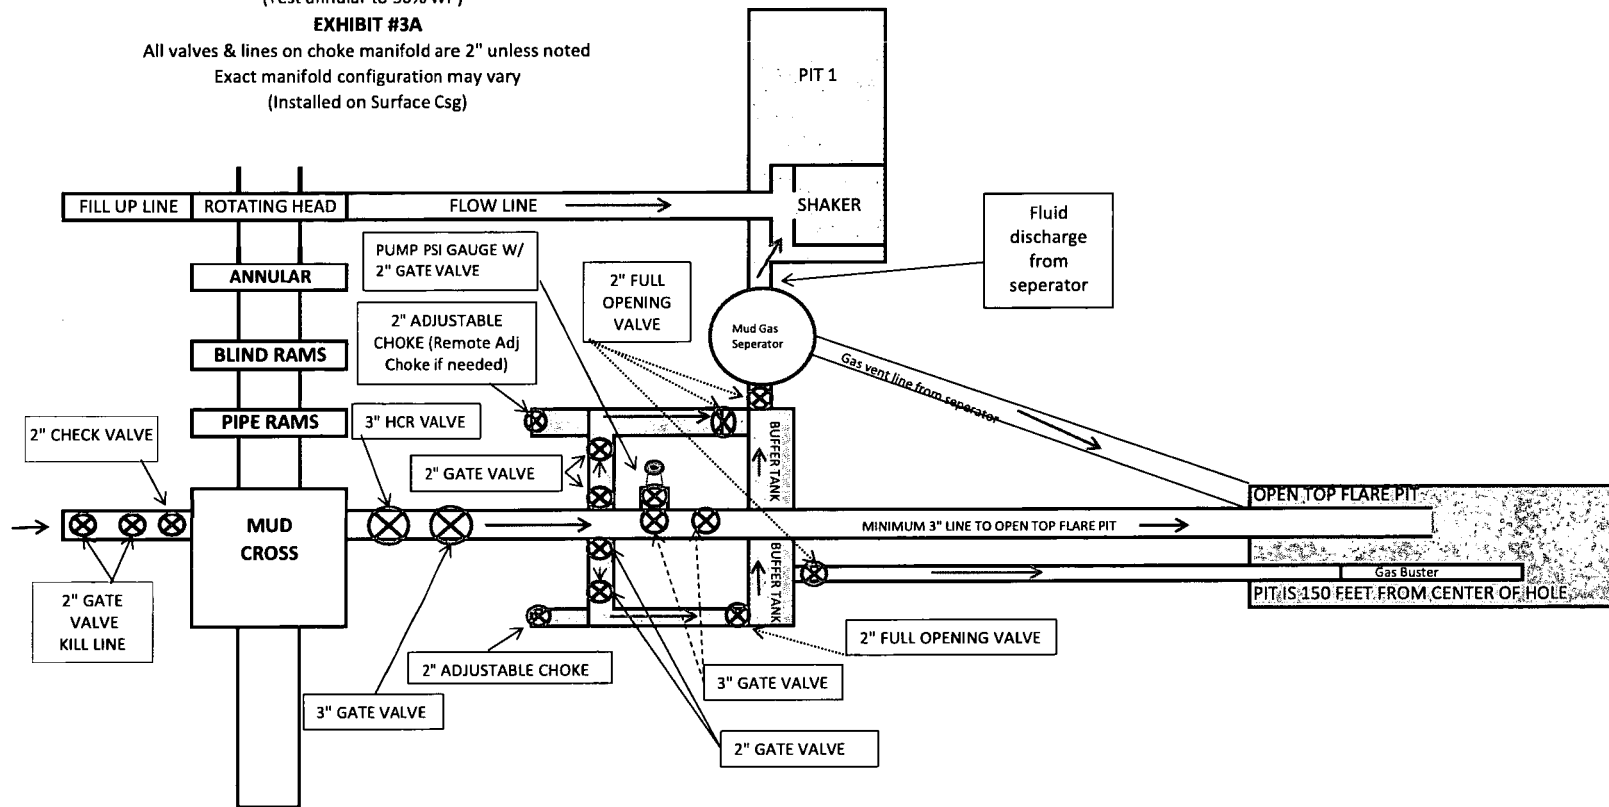 (Test annular to 50% WP)
EXHIBIT #3A
All valves & lines on choke manifold are 2" unless noted
Exact manifold configuration may vary
(Installed on Surface Csg)
PIT 1
SHAKER
FILL UP LINE
ROTATING HEAD
FLOW LINE
Fluid
discharge
from
seperator
PUMP PSI GAUGE W/
2" GATE VALVE
ANNULAR
2" FULL
OPENING
VALVE
2" ADJUSTABLE
CHOKE (Remote Adj
Choke if needed)
Mud Gas
Seperator
BLIND RAMS
Gas vent line from seperator
PIPE RAMS
3" HCR VALVE
2" CHECK VALVE
2" GATE VALVE
BUFFER TANK
OPEN TOP FLARE PIT
MUD
CROSS
MINIMUM 3" LINE TO OPEN TOP FLARE PIT
BUFFER TANK
Gas Buster
PIT IS 150 FEET FROM CENTER OF HOLE
2" GATE
VALVE
KILL LINE
2" FULL OPENING VALVE
2" ADJUSTABLE CHOKE
3" GATE VALVE
3" GATE VALVE
2" GATE VALVE